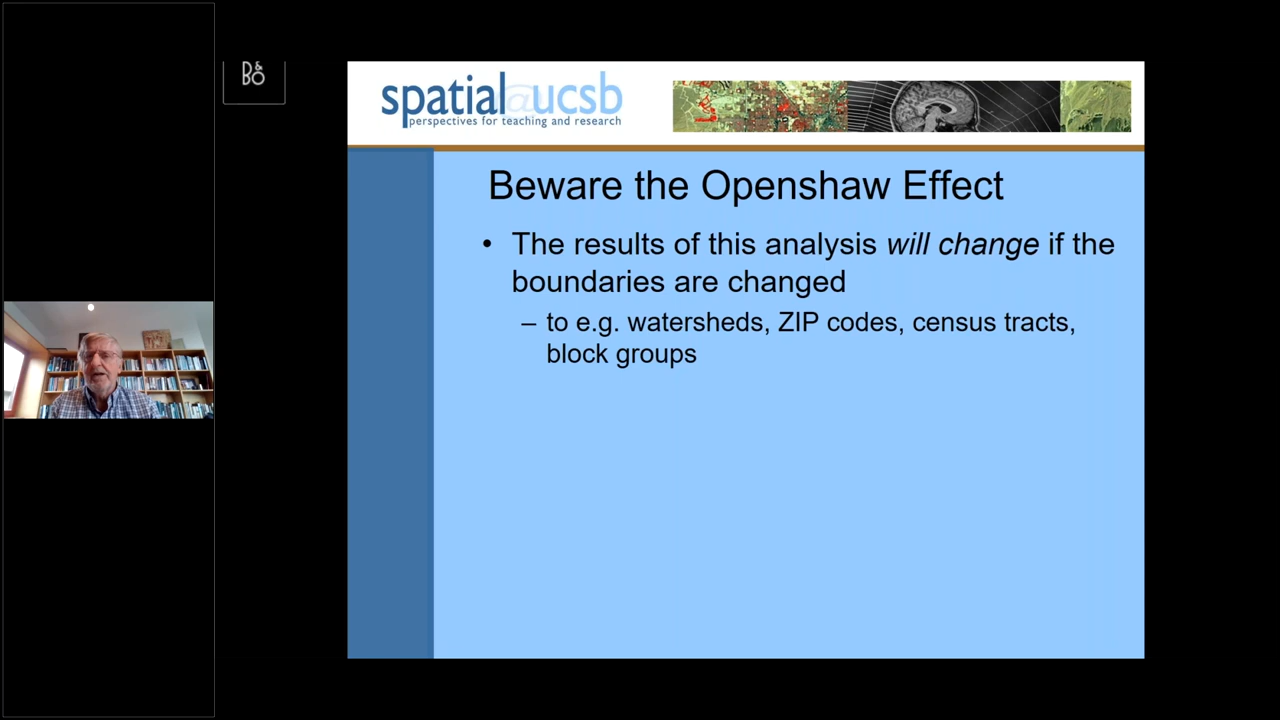 B&
BO
spatial@ucsb
perspectives for teaching and research
Beware the Openshaw Effect
• The results of this analysis will change if the
boundaries are changed
– to e.g. watersheds, ZIP codes, census tracts,
block groups